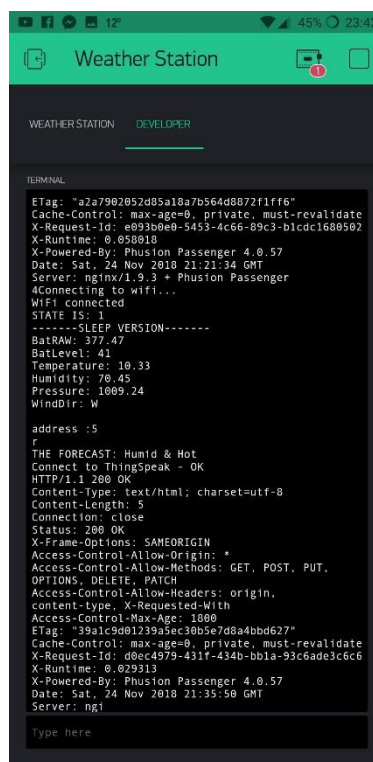 12° 45% 23:42
Weather Station
1
WEATHER STATION DEVELOPER
TERMINAL
ETag: "a2a7902052d85a18a7b564d8872f1ff6"
Cache-Control: max-age=0, private, must-revalidate
X-Request-Id: e093b0e0-5453-4c66-89c3-b1cdc1680502
X-Runtime: 0.058018
X-Powered-By: Phusion Passenger 4.0.57
Date: Sat, 24 Nov 2018 21:21:34 GMT
Server: nginx/1.9.3 + Phusion Passenger
4Connecting to wifi...
WiFi connected
STATE IS: 1
-------SLEEP VERSION-------
BatRAW: 377.47
BatLevel: 41
Temperature: 10.33
Humidity: 70.45
Pressure: 1009.24
WindDir: W
address :5
r
THE FORECAST: Humid & Hot
Connect to ThingSpeak - OK
HTTP/1.1 200 OK
Content-Type: text/html; charset=utf-8
Content-Length: 5
Connection: close
Status: 200 OK
X-Frame-Options: SAMEORIGIN
Access-Control-Allow-Origin: *
Access-Control-Allow-Methods: GET, POST, PUT,
OPTIONS, DELETE, PATCH
Access-Control-Allow-Headers: origin,
content-type, X-Requested-With
Access-Control-Max-Age: 1800
ETag: "39a1c9d01239a5ec30b5e7d8a4bbd627"
Cache-Control: max-age=0, private, must-revalidate
X-Request-Id: d0ec4979-431f-434b-bb1a-93c6ade3c6c6
X-Runtime: 0.029313
X-Powered-By: Phusion Passenger 4.0.57
Date: Sat, 24 Nov 2018 21:35:50 GMT
Server: ngi
Type here